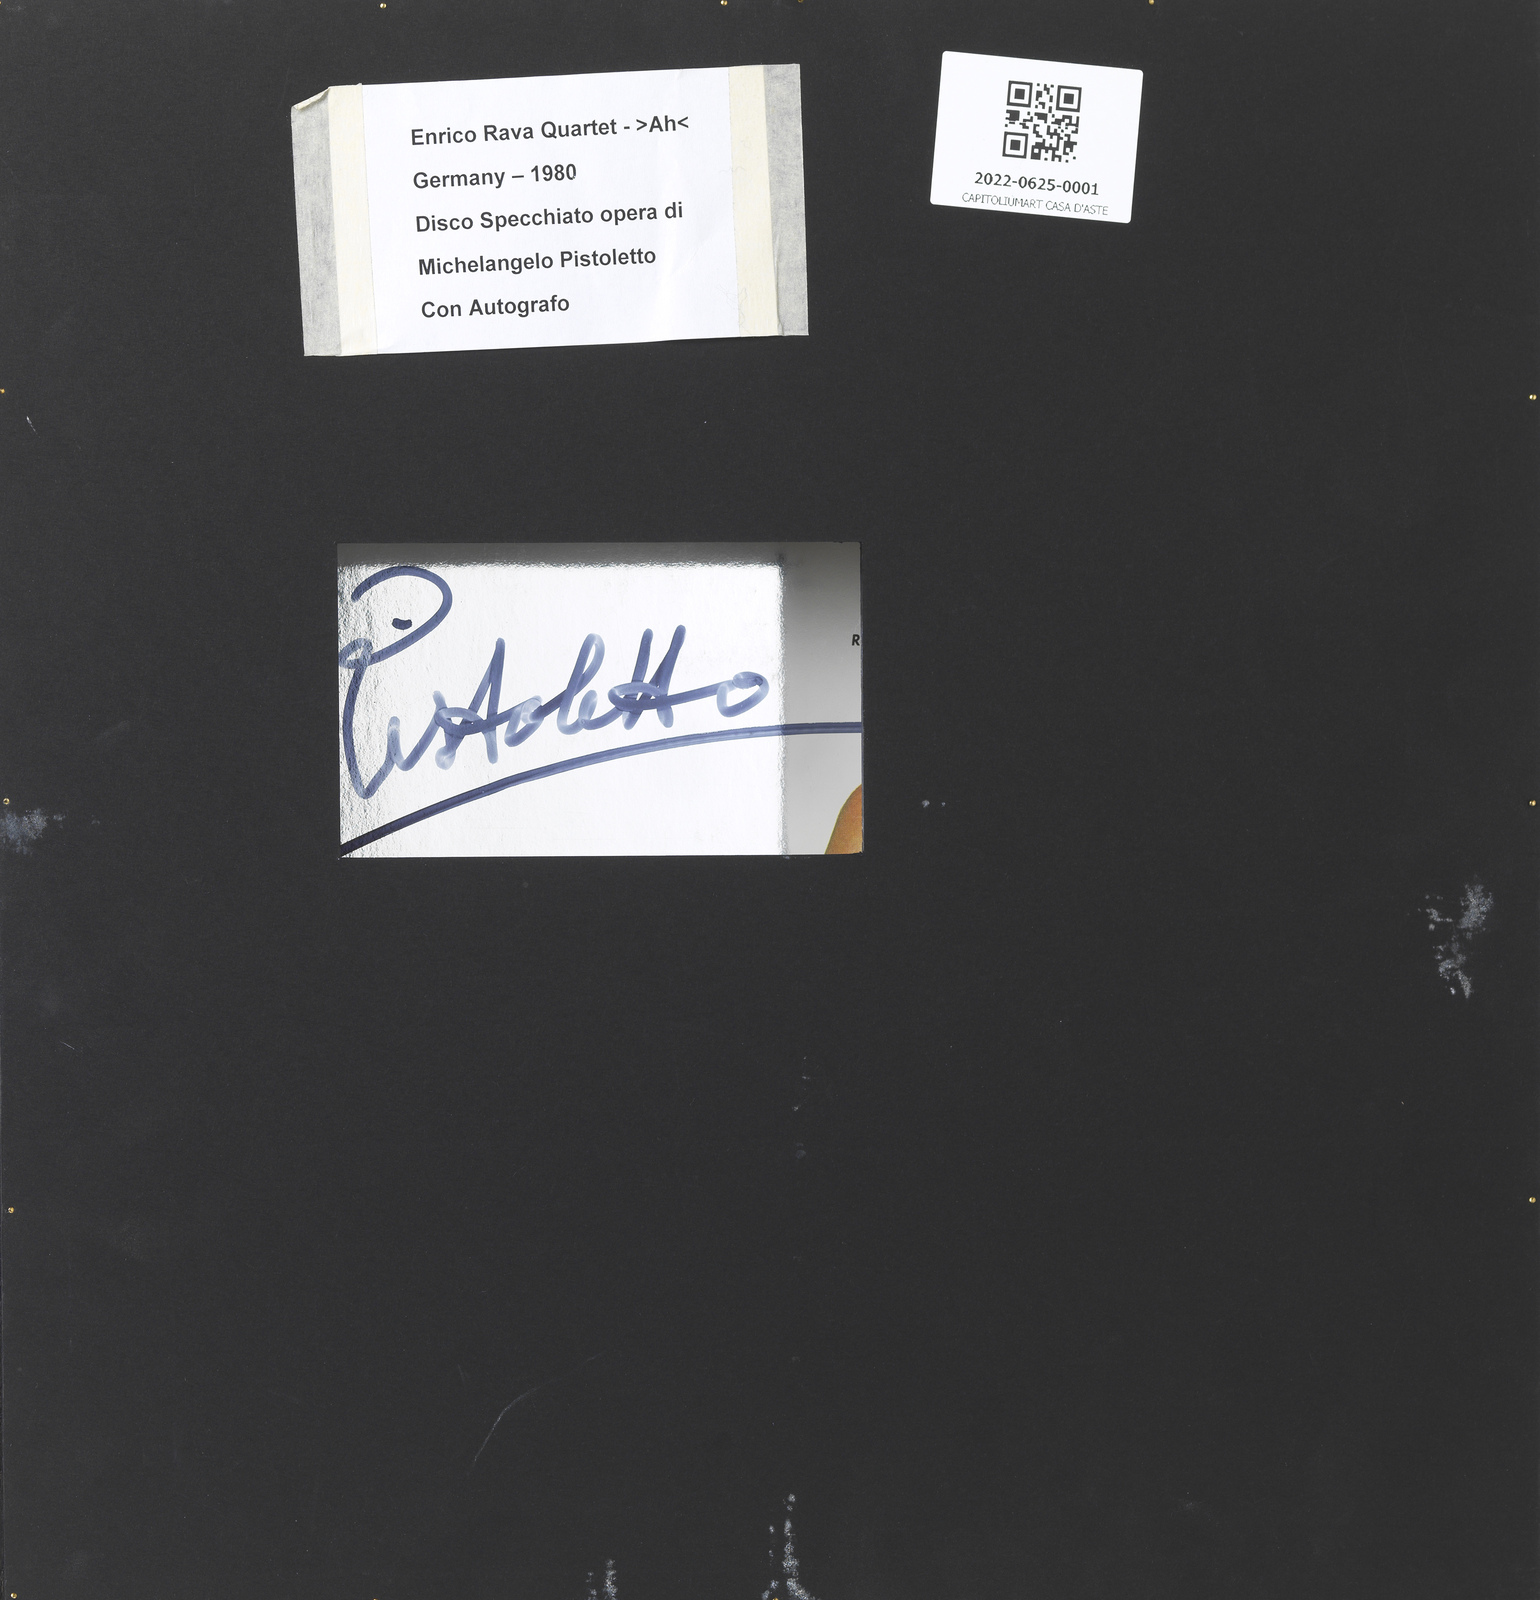 Enrico Rava Quartet - >Ah<
Germany – 1980
Disco Specchiato opera di
Michelangelo Pistoletto
Con Autografo
2022-0625-0001
CAPITOLIUMART CASA D'ASTE
Pistoletto
R